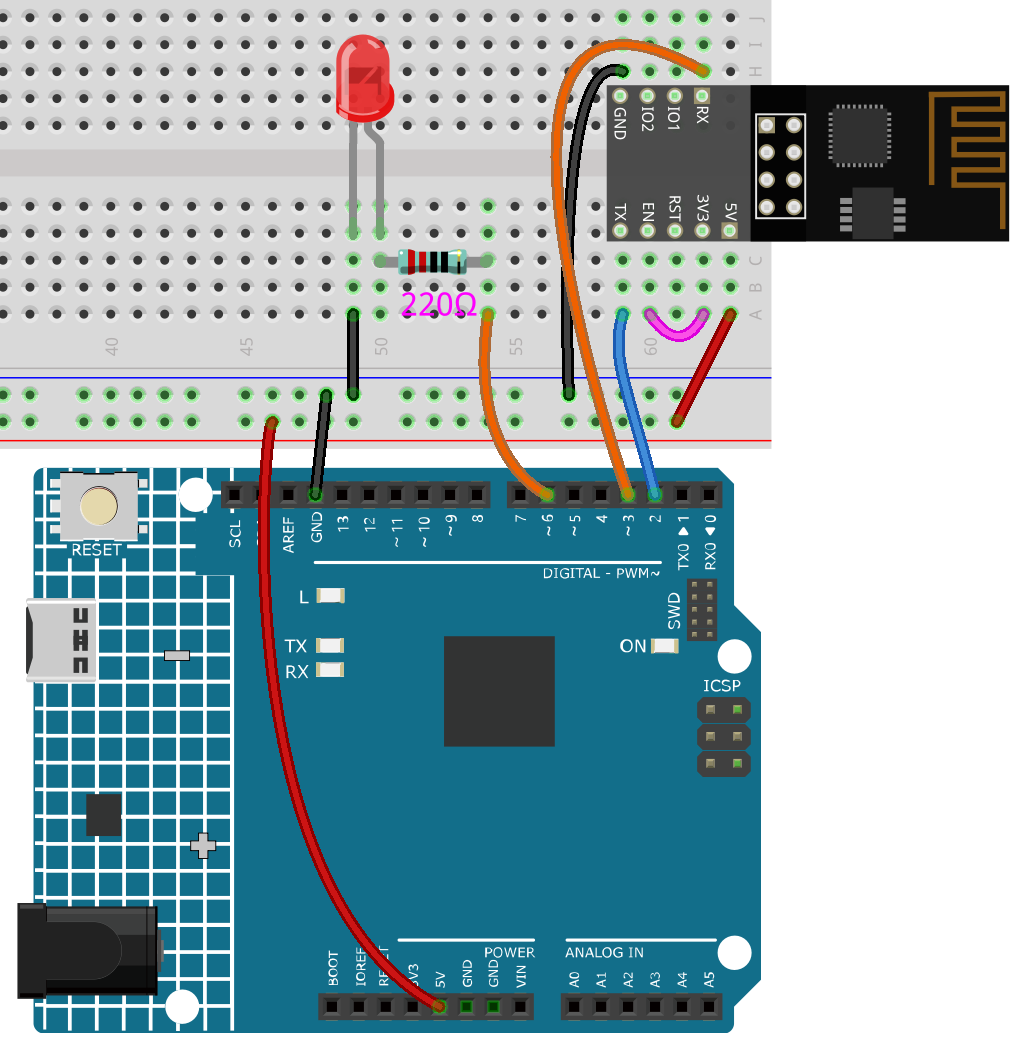 J
I
H
GND
IO2
IO1
RX
TX
EN
RST
3V3
5V
C
B
A
220Ω
40
45
50
55
60
RESET
SCL
AREF
GND
13
12
~11
~10
~9
8
7
~6
~5
4
~3
2
TX0 ▶ 1
RX0 ◀ 0
DIGITAL - PWM~
L
TX
RX
ON
SWD
ICSP
POWER
ANALOG IN
BOOT
IOREF
5V
GND
GND
VIN
A0
A1
A2
A3
A4
A5